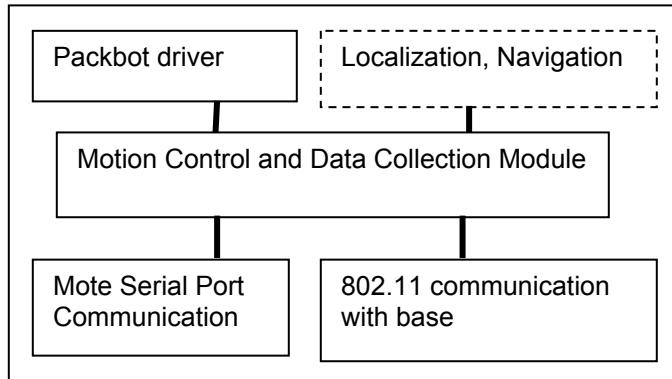 Packbot driver
Localization, Navigation
Motion Control and Data Collection Module
Mote Serial Port
Communication
802.11 communication
with base